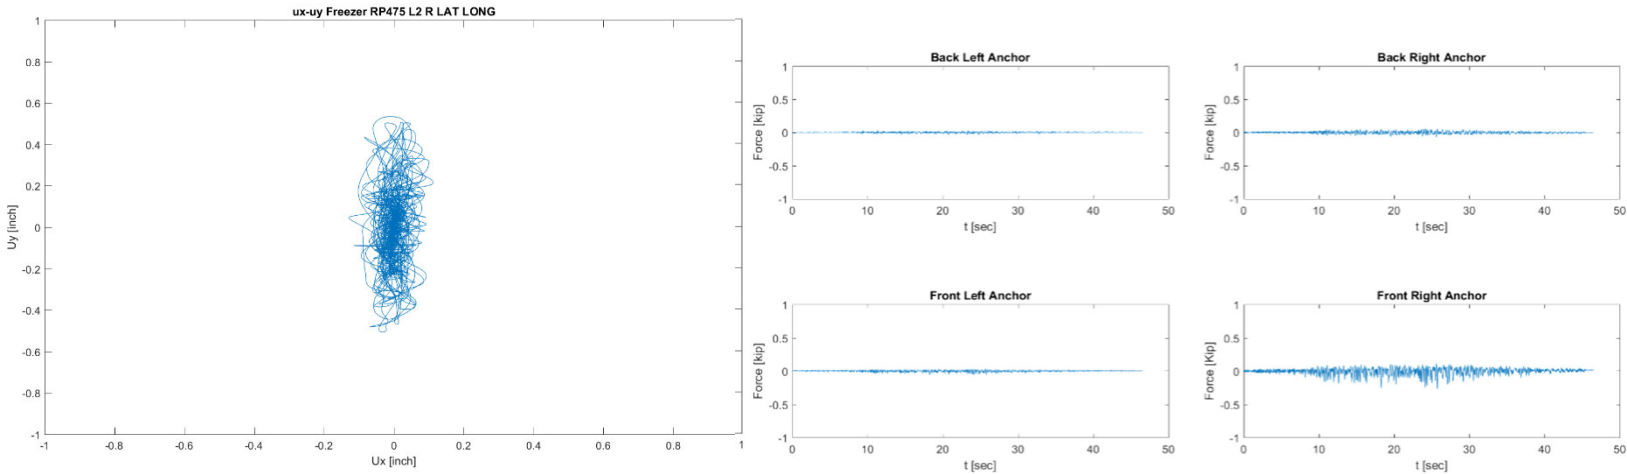 ux-uy Freezer RP475 L2 R LAT LONG
1
0.8
0.6
0.4
0.2
0
-0.2
-0.4
-0.6
-0.8
-1
Uy [inch]
-1 -0.8 -0.6 -0.4 -0.2 0 0.2 0.4 0.6 0.8 1
Ux [inch]
Back Left Anchor
1
0.5
0
-0.5
-1
Force [kip]
0 10 20 30 40 50
t [sec]
Back Right Anchor
1
0.5
0
-0.5
-1
Force [kip]
0 10 20 30 40 50
t [sec]
Front Left Anchor
1
0.5
0
-0.5
-1
Force [kip]
0 10 20 30 40 50
t [sec]
Front Right Anchor
1
0.5
0
-0.5
-1
Force [Kip]
0 10 20 30 40 50
t [sec]